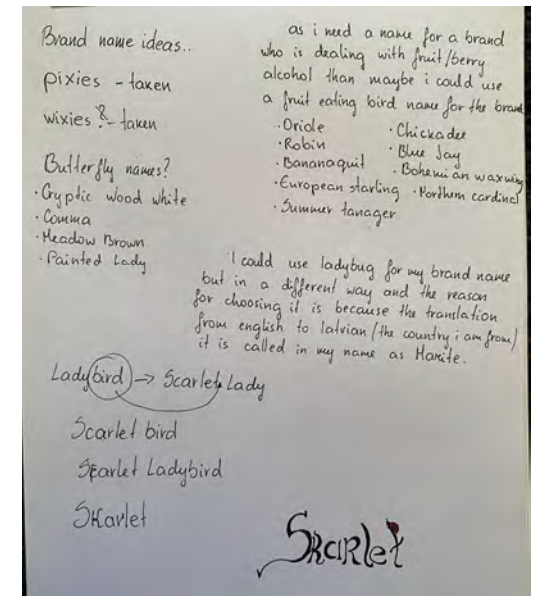 Brand name ideas..
pixies - taken
wixies - taken
Butterfly names?
· Cryptic wood white
· Comma
· Meadow Brown
· Painted Lady
as i need a name for a brand
who is dealing with fruit/berry
alcohol than maybe i could use
a fruit eating bird name for the brand
· Oriole
· Robin
· Bananaquit
· European starling
· Summer tanager
· Chickadee
· Blue Jay
· Bohemian waxwing
· Northern cardinal
I could use ladybug for my brand name
but in a different way and the reason
for choosing it is because the translation
from english to latvian (the country i am from)
it is called in my name as Marite.
Ladybird -> Scarlet Lady
Scarlet bird
Scarlet Ladybird
Skarlet
Skarlet